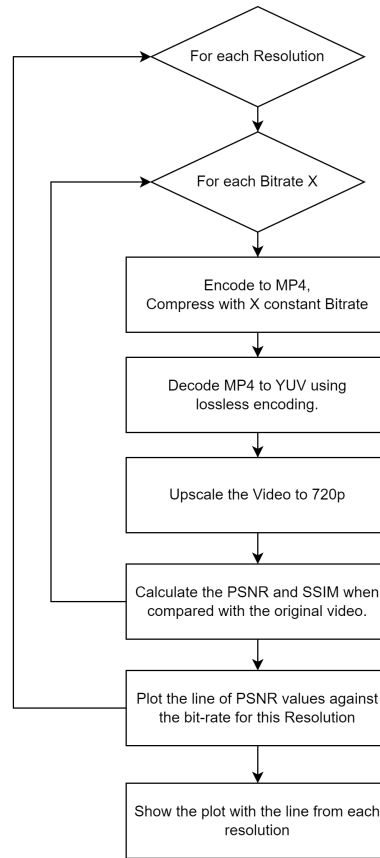 For each Resolution
For each Bitrate X
Encode to MP4,
Compress with X constant Bitrate
Decode MP4 to YUV using
lossless encoding.
Upscale the Video to 720p
Calculate the PSNR and SSIM when
compared with the original video.
Plot the line of PSNR values against
the bit-rate for this Resolution
Show the plot with the line from each
resolution